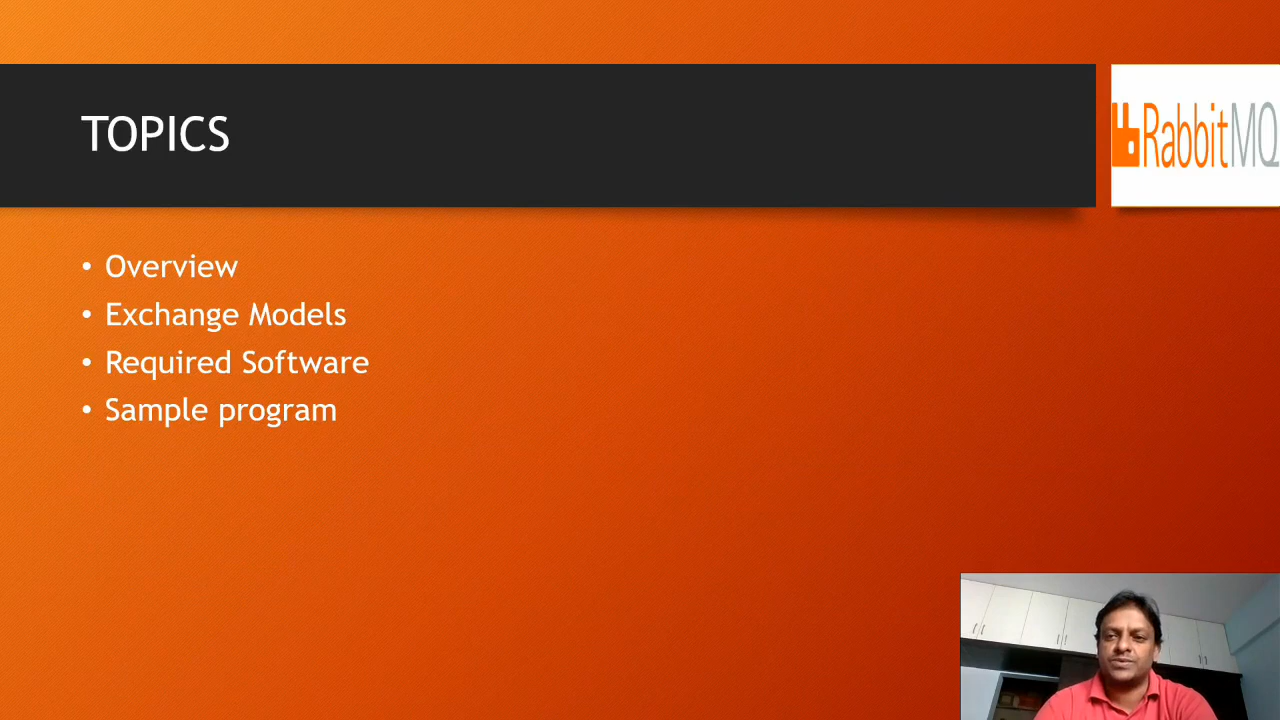 TOPICS
RabbitMQ
• Overview
• Exchange Models
• Required Software
• Sample program